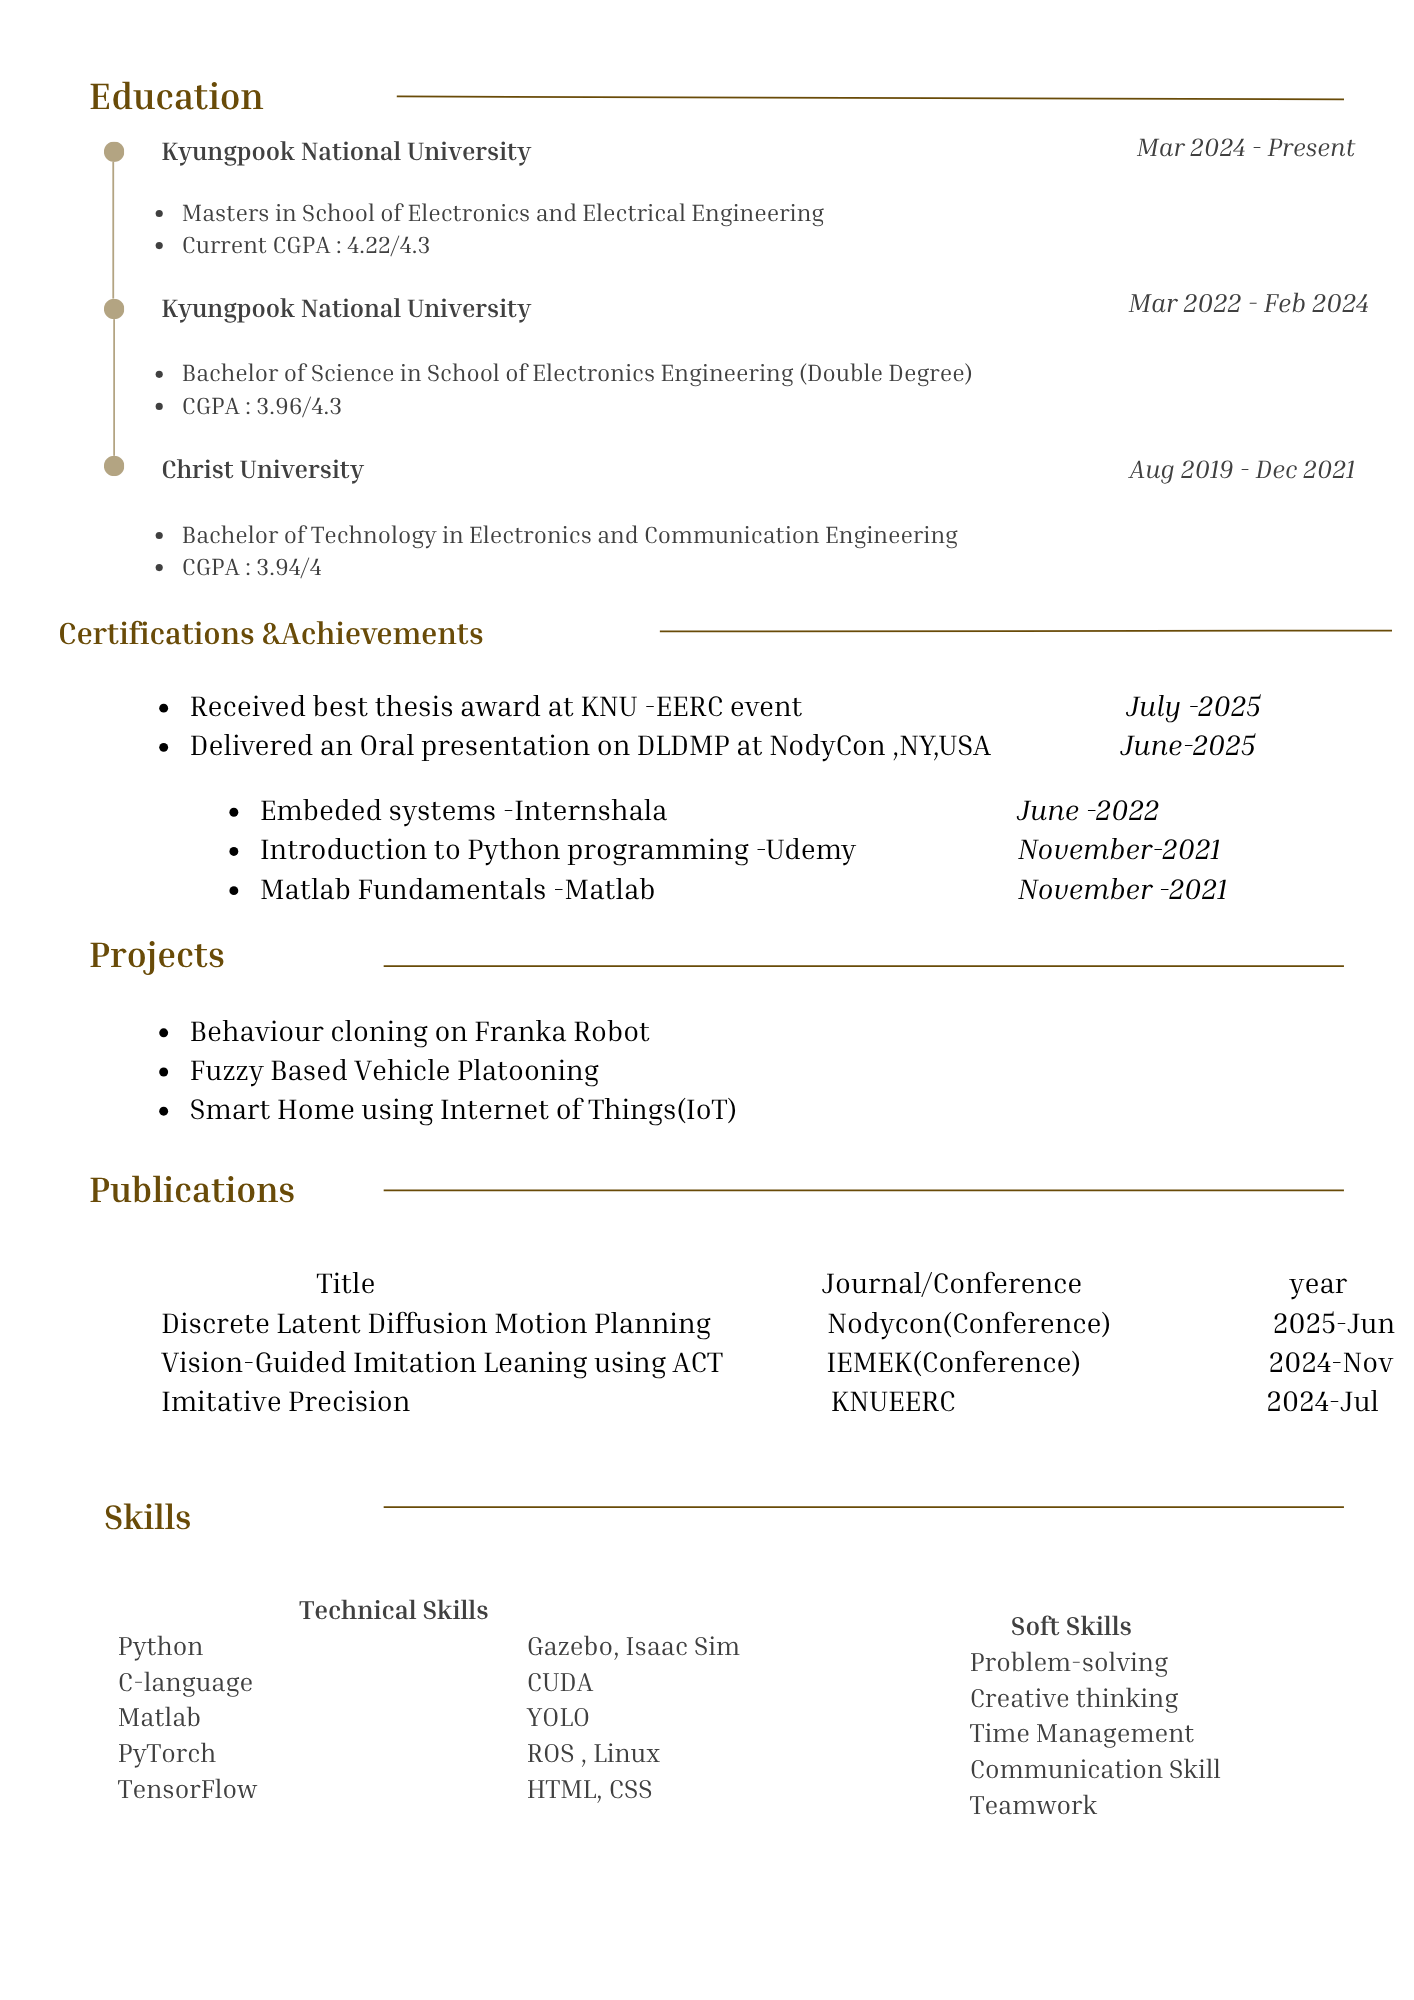 Education
Kyungpook National University Mar 2024 - Present
• Masters in School of Electronics and Electrical Engineering
• Current CGPA : 4.22/4.3
Kyungpook National University Mar 2022 - Feb 2024
• Bachelor of Science in School of Electronics Engineering (Double Degree)
• CGPA : 3.96/4.3
Christ University Aug 2019 - Dec 2021
• Bachelor of Technology in Electronics and Communication Engineering
• CGPA : 3.94/4
Certifications &Achievements
• Received best thesis award at KNU -EERC event July -2025
• Delivered an Oral presentation on DLDMP at NodyCon ,NY,USA June-2025
• Embeded systems -Internshala June -2022
• Introduction to Python programming -Udemy November-2021
• Matlab Fundamentals -Matlab November -2021
Projects
• Behaviour cloning on Franka Robot
• Fuzzy Based Vehicle Platooning
• Smart Home using Internet of Things(IoT)
Publications
Title Journal/Conference year
Discrete Latent Diffusion Motion Planning Nodycon(Conference) 2025-Jun
Vision-Guided Imitation Leaning using ACT IEMEK(Conference) 2024-Nov
Imitative Precision KNUEERC 2024-Jul
Skills
Technical Skills
Python
C-language
Matlab
PyTorch
TensorFlow
Gazebo, Isaac Sim
CUDA
YOLO
ROS , Linux
HTML, CSS
Soft Skills
Problem-solving
Creative thinking
Time Management
Communication Skill
Teamwork